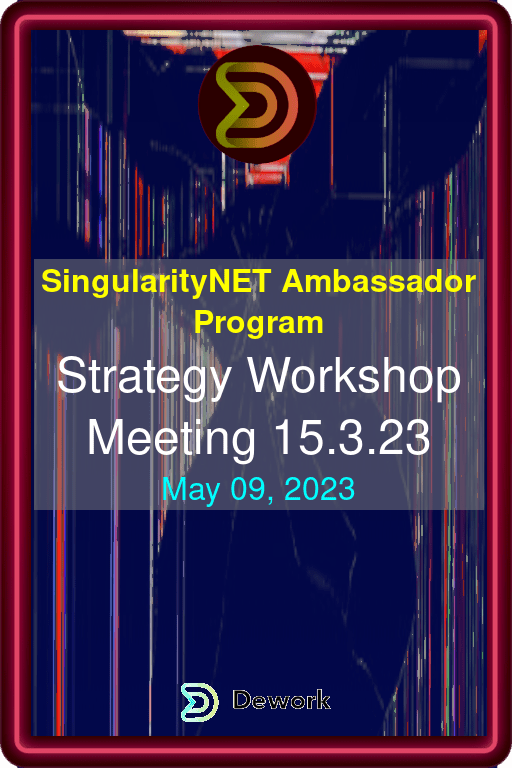 SingularityNET Ambassador
Program
Strategy Workshop
Meeting 15.3.23
May 09, 2023
Dework